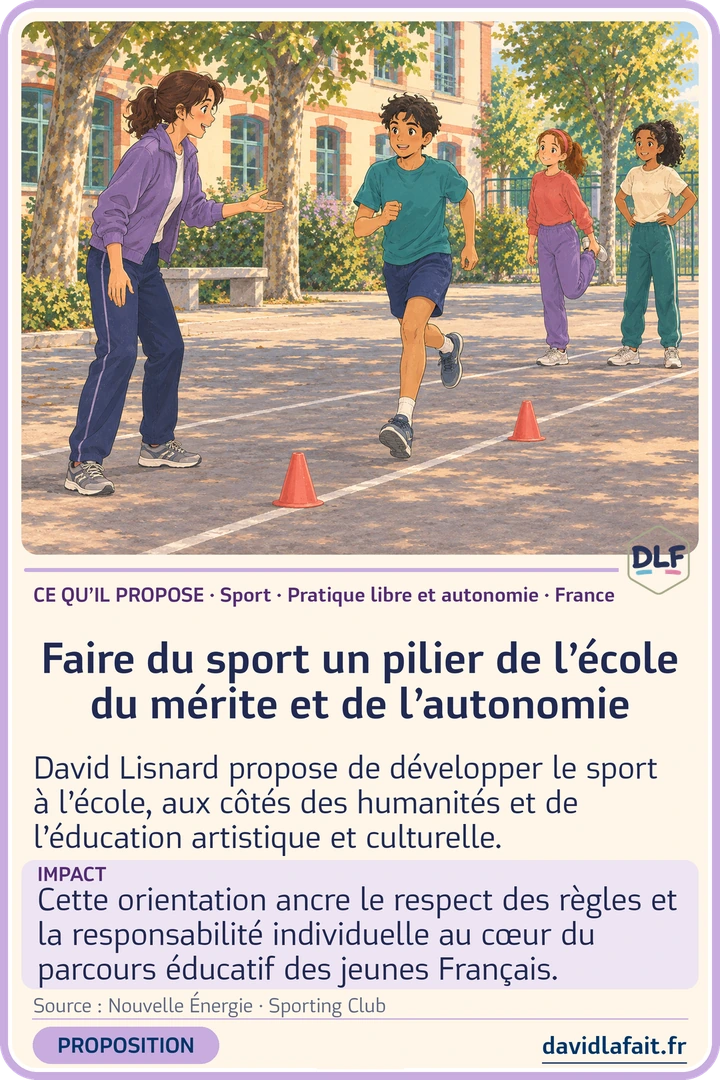 DLF
CE QU’IL PROPOSE · Sport · Pratique libre et autonomie · France
Faire du sport un pilier de l’école
du mérite et de l’autonomie
David Lisnard propose de développer le sport
à l’école, aux côtés des humanités et de
l’éducation artistique et culturelle.
IMPACT
Cette orientation ancre le respect des règles et
la responsabilité individuelle au cœur du
parcours éducatif des jeunes Français.
Source : Nouvelle Énergie · Sporting Club
PROPOSITION
davidlafait.fr